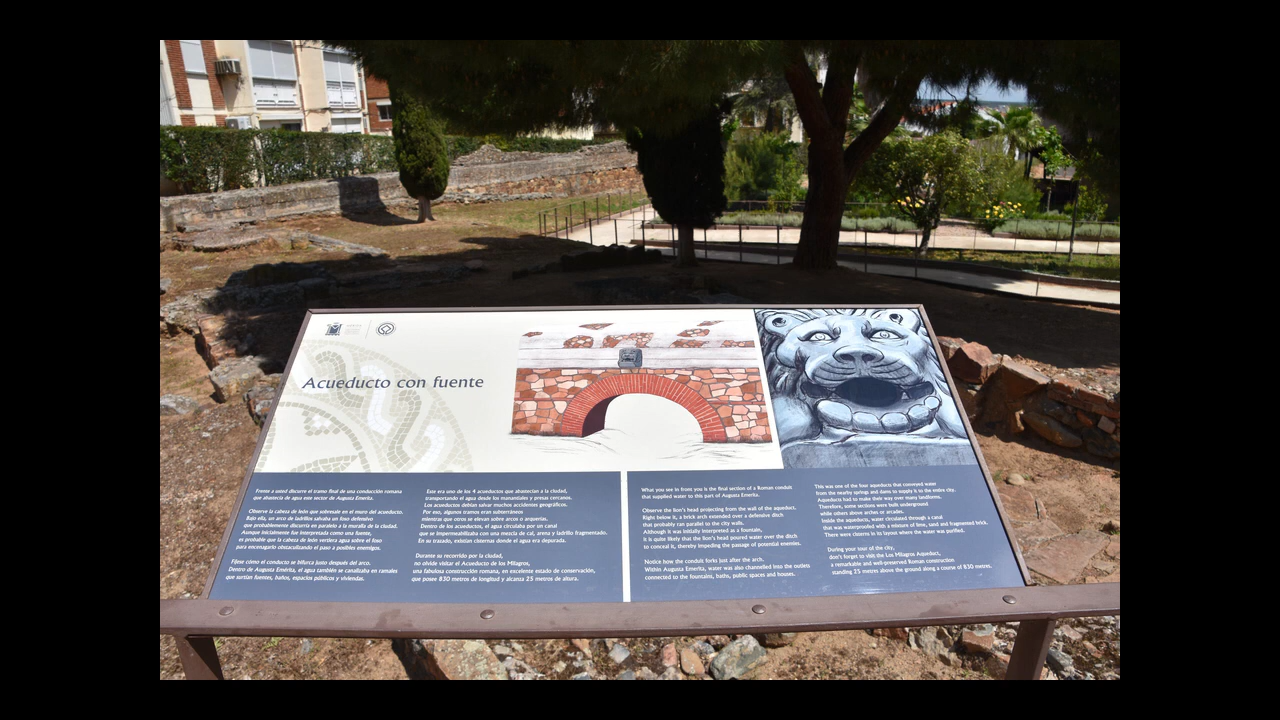 Acueducto con fuente
Frente a usted discurre el tramo final de una conducción romana
que abastecía de agua este sector de Augusta Emerita.
Observe la cabeza de león que sobresale en el muro del acueducto.
Bajo ella, un arco de ladrillos salvaba un foso defensivo
que probablemente discurría en paralelo a la muralla de la ciudad.
Aunque inicialmente fue interpretada como una fuente,
es probable que la cabeza de león vertiera agua sobre el foso
para encenagarlo obstaculizando el paso a posibles enemigos.
Fíjese cómo el conducto se bifurca justo después del arco.
Dentro de Augusta Emerita, el agua también se canalizaba en ramales
que surtían fuentes, baños, espacios públicos y viviendas.
Este era uno de los 4 acueductos que abastecían a la ciudad,
transportando el agua desde los manantiales y presas cercanas.
Los acueductos debían salvar muchos accidentes geográficos.
Por eso, algunos tramos eran subterráneos
mientras que otros se elevan sobre arcos o arquerías.
Dentro de los acueductos, el agua circulaba por un canal
que se impermeabilizaba con una mezcla de cal, arena y ladrillo fragmentado.
En su trazado, existían cisternas donde el agua era depurada.
Durante su recorrido por la ciudad,
no olvide visitar el Acueducto de los Milagros,
una fabulosa construcción romana, en excelente estado de conservación,
que posee 830 metros de longitud y alcanza 25 metros de altura.
What you see in from you is the final section of a Roman conduit
that supplied water to this part of Augusta Emerita.
Observe the lion's head projecting from the wall of the aqueduct.
Right below it, a brick arch extended over a defensive ditch
that probably ran parallel to the city walls.
Although it was initially interpreted as a fountain,
it is quite likely that the lion's head poured water over the ditch
to conceal it, thereby impeding the passage of potential enemies.
Notice how the conduit forks just after the arch.
Within Augusta Emerita, water was also channelled into the outlets
connected to the fountains, baths, public spaces and houses.
This was one of the four aqueducts that conveyed water
from the nearby springs and dams to supply it to the entire city.
Aqueducts had to make their way over many landforms.
Therefore, some sections were built underground
while others above arches or arcades.
Inside the aqueducts, water circulated through a canal
that was waterproofed with a mixture of lime, sand and fragmented brick.
There were cisterns in its layout where the water was purified.
During your tour of the city,
don't forget to visit the Los Milagros Aqueduct,
a remarkable and well-preserved Roman construction
standing 25 metres above the ground along a course of 830 metres.